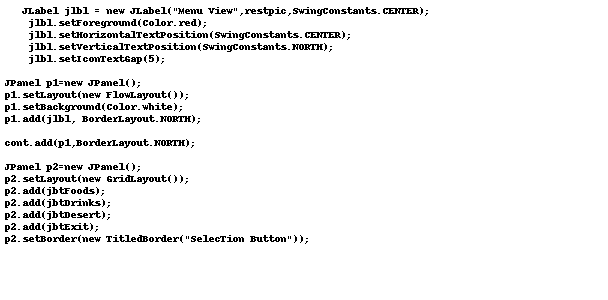 JLabel jlbl = new JLabel("Menu View",restpic,SwingConstants.CENTER);
jlbl.setForeground(Color.red);
jlbl.setHorizontalTextPosition(SwingConstants.CENTER);
jlbl.setVerticalTextPosition(SwingConstants.NORTH);
jlbl.setIconTextGap(5);
JPanel p1=new JPanel();
p1.setLayout(new FlowLayout());
p1.setBackground(Color.white);
p1.add(jlbl, BorderLayout.NORTH);
cont.add(p1,BorderLayout.NORTH);
JPanel p2=new JPanel();
p2.setLayout(new GridLayout());
p2.add(jbtFoods);
p2.add(jbtDrinks);
p2.add(jbtDesert);
p2.add(jbtExit);
p2.setBorder(new TitledBorder("SelecTion Button"));